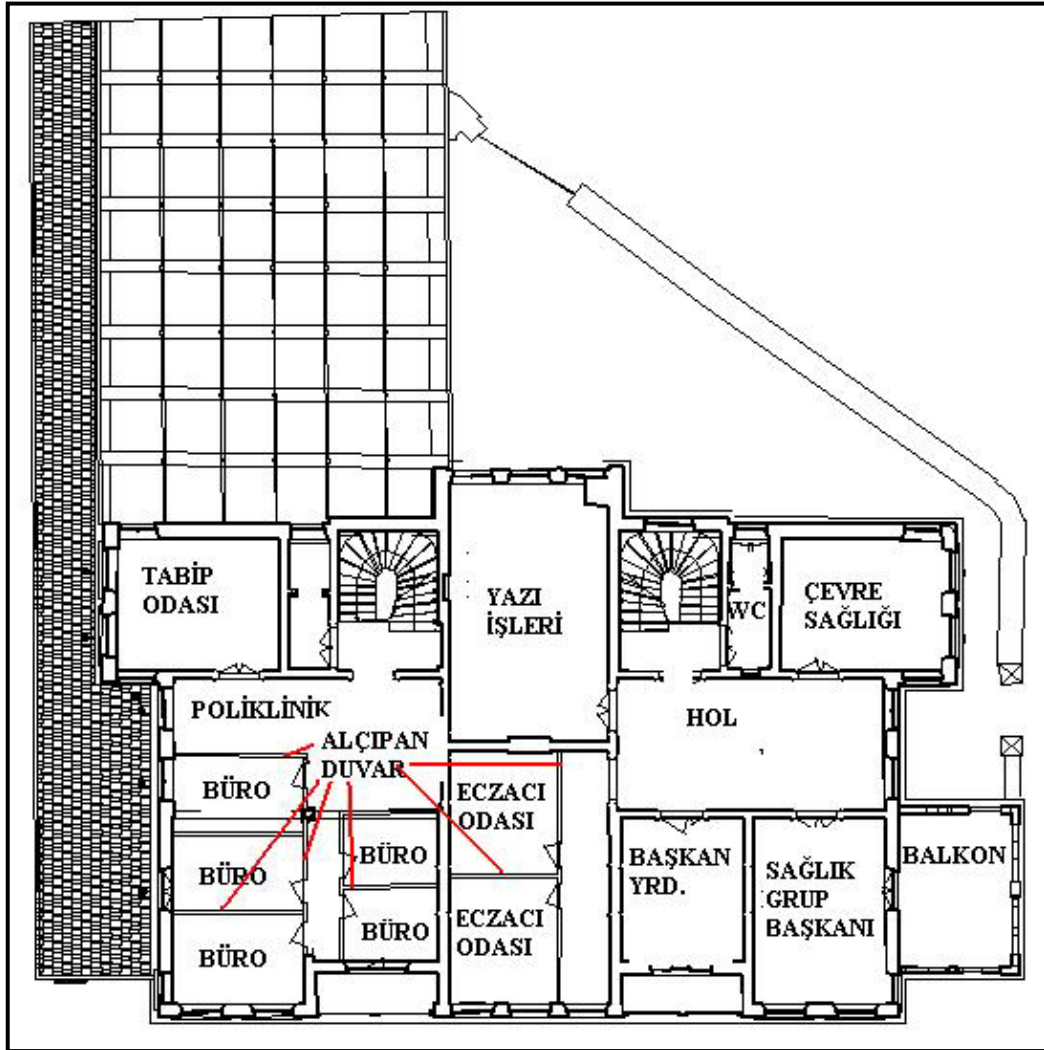 TABİP
ODASI
YAZI
İŞLERİ
WC
ÇEVRE
SAĞLIĞI
POLİKLİNİK
HOL
ALÇIPAN
DUVAR
BÜRO
ECZACI
ODASI
BÜRO
BÜRO
BAŞKAN
YRD.
SAĞLIK
GRUP
BAŞKANI
BALKON
BÜRO
BÜRO
ECZACI
ODASI